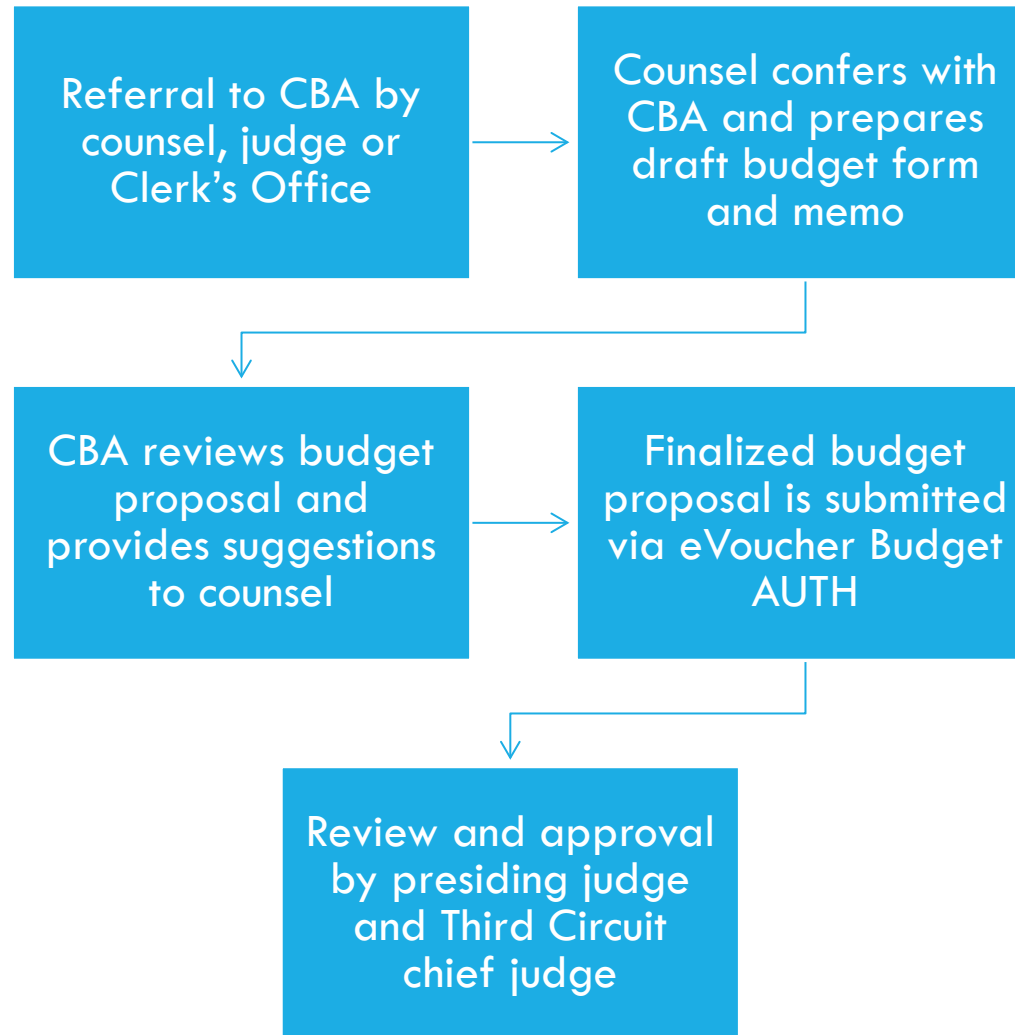 Referral to CBA by
counsel, judge or
Clerk’s Office
Counsel confers with
CBA and prepares
draft budget form
and memo
CBA reviews budget
proposal and
provides suggestions
to counsel
Finalized budget
proposal is submitted
via eVoucher Budget
AUTH
Review and approval
by presiding judge
and Third Circuit
chief judge